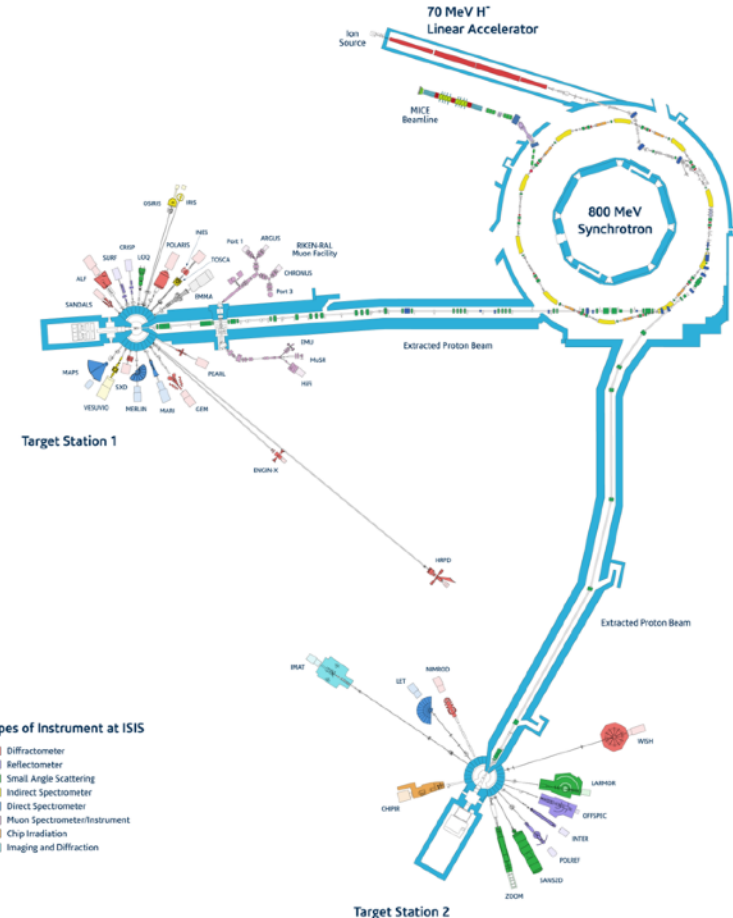 70 MeV H⁻
Linear Accelerator
Ion
Source
MICE
Beamline
800 MeV
Synchrotron
OSIRIS
IRIS
INES
POLARIS
TOSCA
LOQ
CRISP
SURF
ALF
SANDALS
EMMA
Port 1
ARGUS
RIKEN-RAL
Muon Facility
CHRONUS
Port 3
Extracted Proton Beam
EMU
MuSR
HiFi
PEARL
MAPS
VESUVIO
SXD
MERLIN
MARI
GEM
Target Station 1
ENGIN-X
HRPD
Extracted Proton Beam
IMAT
LET
NIMROD
WISH
LARMOR
OFFSPEC
INTER
POLREF
SANS2D
ZOOM
CHIPIR
Target Station 2
pes of Instrument at ISIS
Diffractometer
Reflectometer
Small Angle Scattering
Indirect Spectrometer
Direct Spectrometer
Muon Spectrometer/Instrument
Chip Irradiation
Imaging and Diffraction